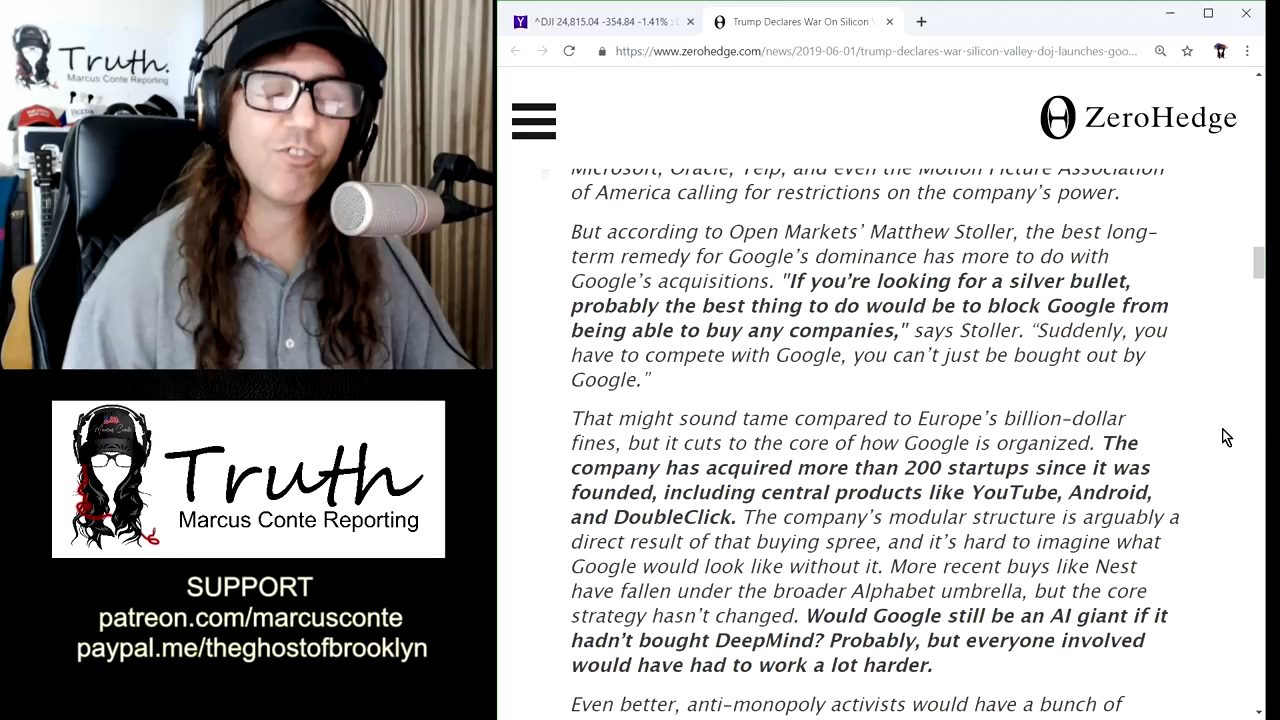 Truth.
Marcus Conte Reporting
^DJI 24,815.04 -354.84 -1.41% :
Trump Declares War On Silicon
https://www.zerohedge.com/news/2019-06-01/trump-declares-war-silicon-valley-doj-launches-goo...
ZeroHedge
Microsoft, Oracle, Yelp, and even the Motion Picture Association
of America calling for restrictions on the company's power.
But according to Open Markets' Matthew Stoller, the best long-
term remedy for Google's dominance has more to do with
Google's acquisitions. "If you're looking for a silver bullet,
probably the best thing to do would be to block Google from
being able to buy any companies," says Stoller. “Suddenly, you
have to compete with Google, you can't just be bought out by
Google.”
That might sound tame compared to Europe's billion-dollar
fines, but it cuts to the core of how Google is organized. The
company has acquired more than 200 startups since it was
founded, including central products like YouTube, Android,
and DoubleClick. The company's modular structure is arguably a
direct result of that buying spree, and it's hard to imagine what
Google would look like without it. More recent buys like Nest
have fallen under the broader Alphabet umbrella, but the core
strategy hasn't changed. Would Google still be an AI giant if it
hadn't bought DeepMind? Probably, but everyone involved
would have had to work a lot harder.
Even better, anti-monopoly activists would have a bunch of
Truth
Marcus Conte Reporting
SUPPORT
patreon.com/marcusconte
paypal.me/theghostofbrooklyn